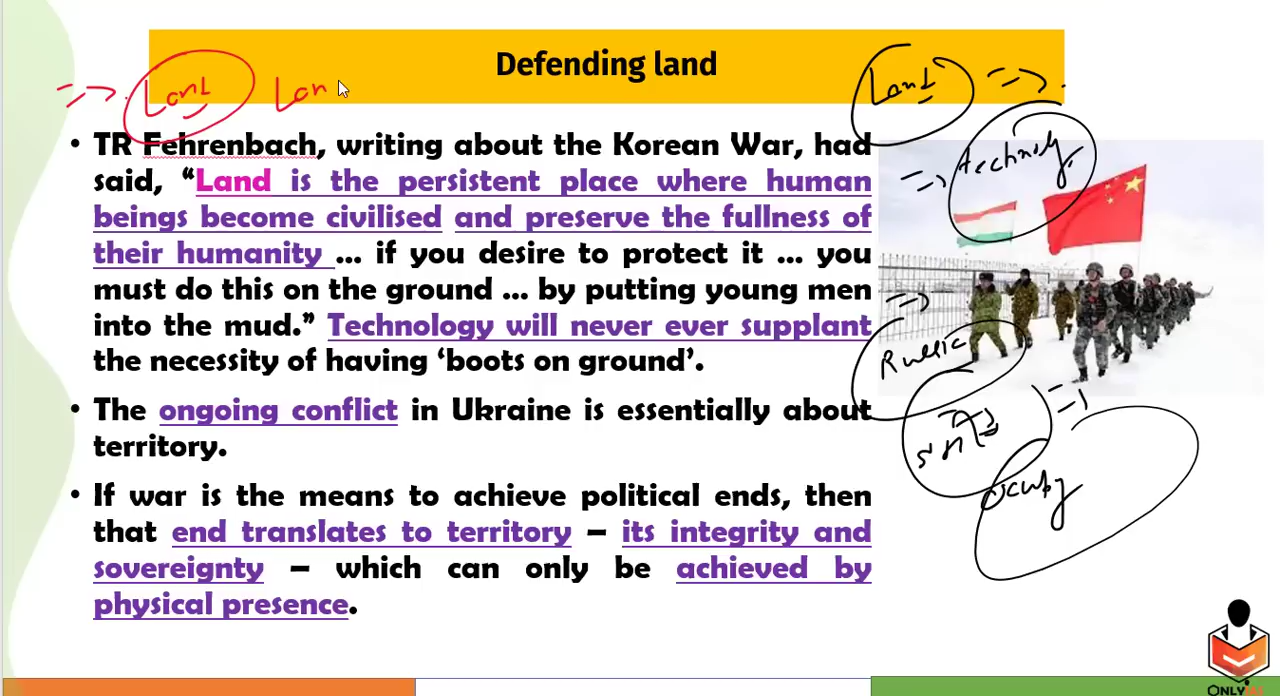 Defending land
Land Lan
Land
• TR Fehrenbach, writing about the Korean War, had
said, “Land is the persistent place where human
beings become civilised and preserve the fullness of
their humanity ... if you desire to protect it ... you
must do this on the ground ... by putting young men
into the mud.” Technology will never ever supplant
the necessity of having ‘boots on ground’.
• The ongoing conflict in Ukraine is essentially about
territory.
• If war is the means to achieve political ends, then
that end translates to territory – its integrity and
sovereignty – which can only be achieved by
physical presence.
Russia
ONLYIAS